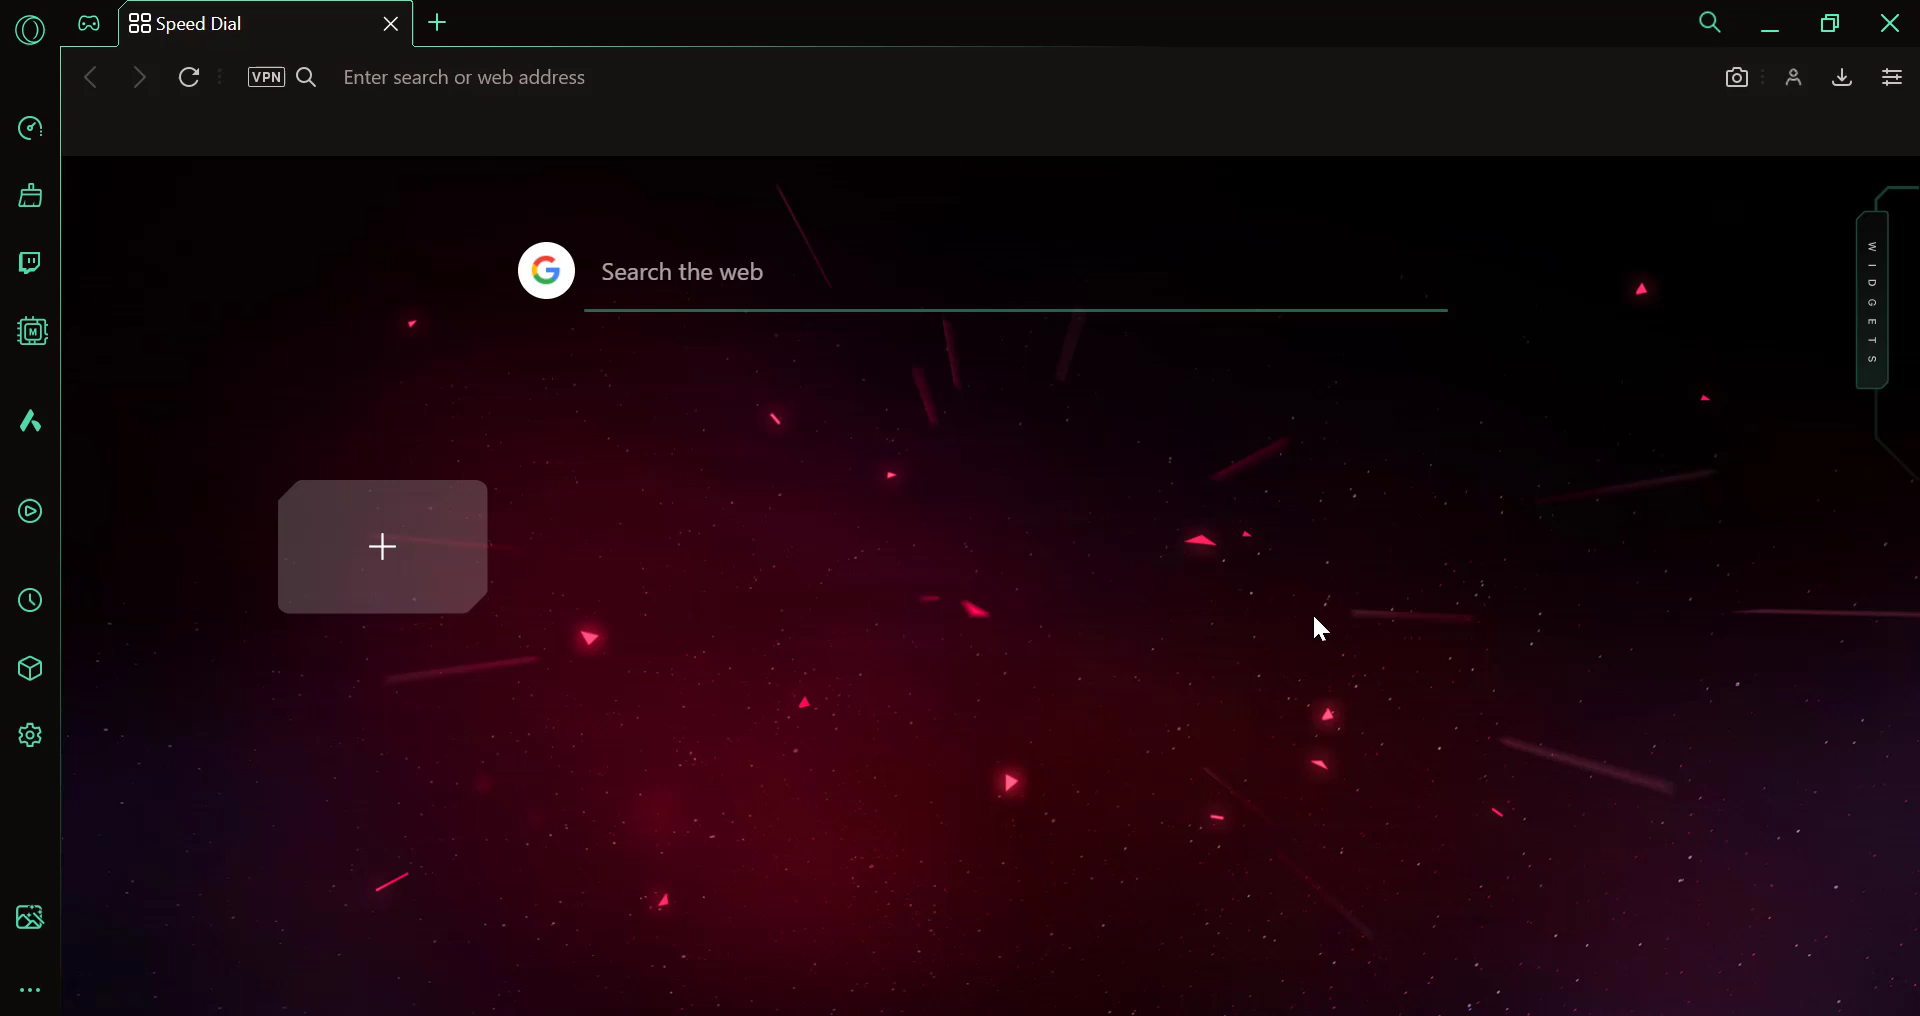 Speed Dial
VPN
Enter search or web address
Search the web
WIDGETS
M